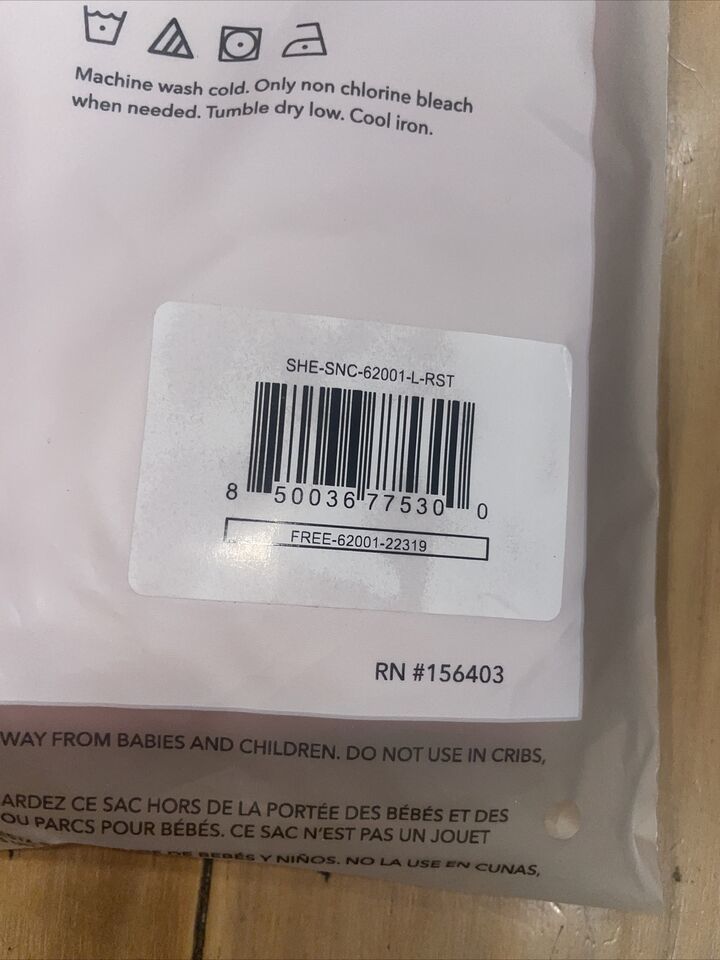 Machine wash cold. Only non chlorine bleach
when needed. Tumble dry low. Cool iron.
SHE-SNC-62001-L-RST
8 50036 77530 0
FREE-62001-22319
RN #156403
WAY FROM BABIES AND CHILDREN. DO NOT USE IN CRIBS,
ARDEZ CE SAC HORS DE LA PORTÉE DES BÉBÉS ET DES
OU PARCS POUR BÉBÉS. CE SAC N'EST PAS UN JOUET
DE BEBÉS Y NIÑOS. NO LA USE EN CUNAS,